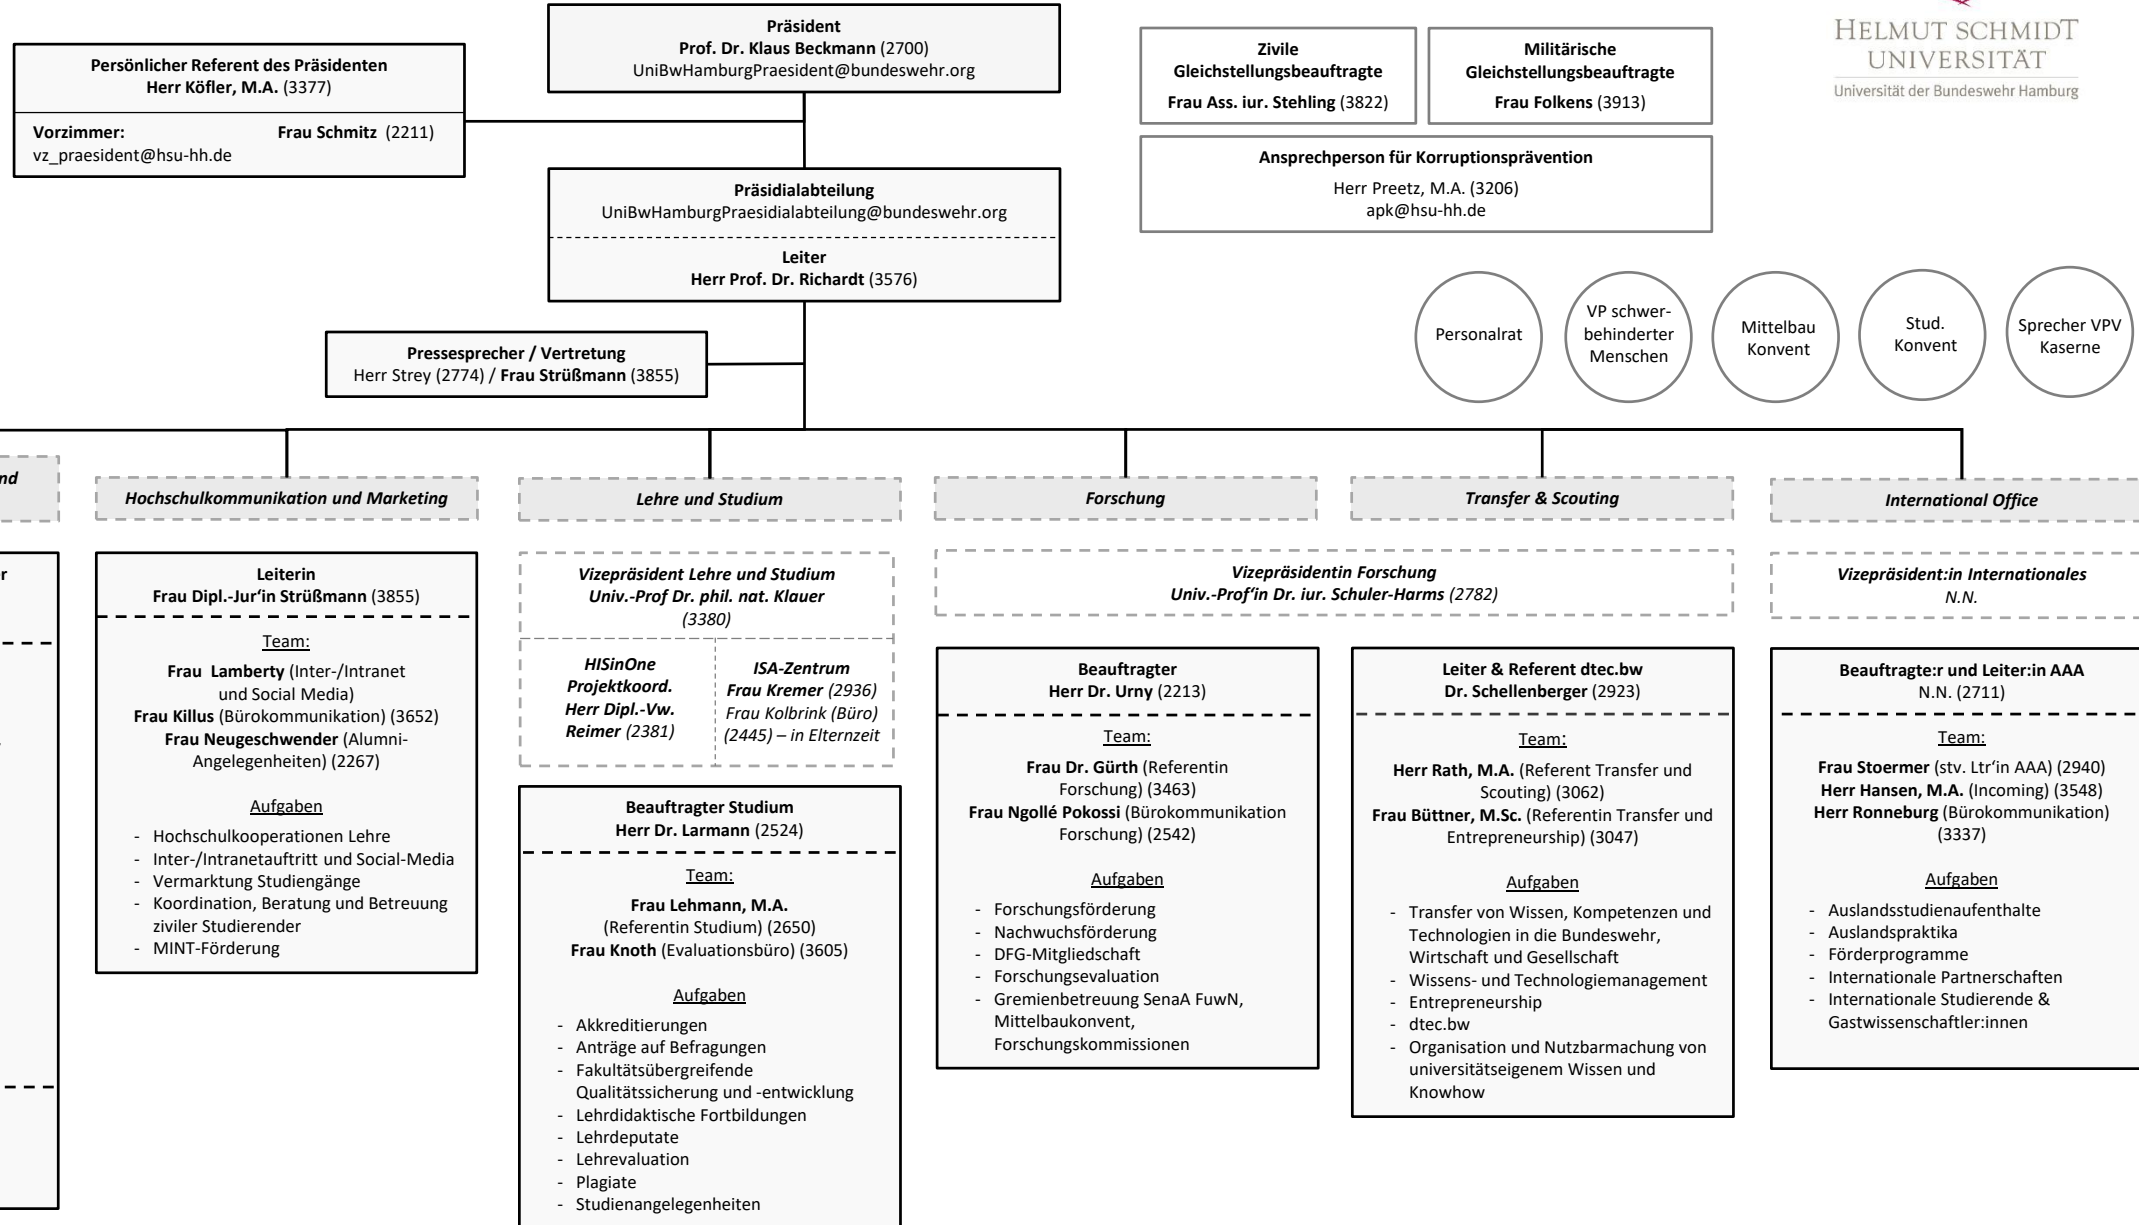 Präsident
Prof. Dr. Klaus Beckmann (2700)
UniBwHamburgPraesident@bundeswehr.org
Persönlicher Referent des Präsidenten
Herr Köfler, M.A. (3377)
Vorzimmer: Frau Schmitz (2211)
vz_praesident@hsu-hh.de
Zivile
Gleichstellungsbeauftragte
Frau Ass. iur. Stehling (3822)
Militärische
Gleichstellungsbeauftragte
Frau Folkens (3913)
HELMUT SCHMIDT
UNIVERSITÄT
Universität der Bundeswehr Hamburg
Ansprechperson für Korruptionsprävention
Herr Preetz, M.A. (3206)
apk@hsu-hh.de
Präsidialabteilung
UniBwHamburgPraesidialabteilung@bundeswehr.org
Leiter
Herr Prof. Dr. Richardt (3576)
Personalrat
VP schwer-
behinderter
Menschen
Mittelbau
Konvent
Stud.
Konvent
Sprecher VPV
Kaserne
Pressesprecher / Vertretung
Herr Strey (2774) / Frau Strüßmann (3855)
nd
r
Hochschulkommunikation und Marketing
Leiterin
Frau Dipl.-Jur‘in Strüßmann (3855)
Team:
Frau  Lamberty (Inter-/Intranet
und Social Media)
Frau Killus (Bürokommunikation) (3652)
Frau Neugeschwender (Alumni-
Angelegenheiten) (2267)
Aufgaben
- Hochschulkooperationen Lehre
- Inter-/Intranetauftritt und Social-Media
- Vermarktung Studiengänge
- Koordination, Beratung und Betreuung
ziviler Studierender
- MINT-Förderung
Lehre und Studium
Vizepräsident Lehre und Studium
Univ.-Prof Dr. phil. nat. Klauer
(3380)
HISinOne
Projektkoord.
Herr Dipl.-Vw.
Reimer (2381)
ISA-Zentrum
Frau Kremer (2936)
Frau Kolbrink (Büro)
(2445) – in Elternzeit
Beauftragter Studium
Herr Dr. Larmann (2524)
Team:
Frau Lehmann, M.A.
(Referentin Studium) (2650)
Frau Knoth (Evaluationsbüro) (3605)
Aufgaben
- Akkreditierungen
- Anträge auf Befragungen
- Fakultätsübergreifende
Qualitätssicherung und -entwicklung
- Lehrdidaktische Fortbildungen
- Lehrdeputate
- Lehrevaluation
- Plagiate
- Studienangelegenheiten
Forschung
Transfer & Scouting
Vizepräsidentin Forschung
Univ.-Prof‘in Dr. iur. Schuler-Harms (2782)
Beauftragter
Herr Dr. Urny (2213)
Team:
Frau Dr. Gürth (Referentin
Forschung) (3463)
Frau Ngollé Pokossi (Bürokommunikation
Forschung) (2542)
Aufgaben
- Forschungsförderung
- Nachwuchsförderung
- DFG-Mitgliedschaft
- Forschungsevaluation
- Gremienbetreuung SenaA FuwN,
Mittelbaukonvent,
Forschungskommissionen
Leiter & Referent dtec.bw
Dr. Schellenberger (2923)
Team:
Herr Rath, M.A. (Referent Transfer und
Scouting) (3062)
Frau Büttner, M.Sc. (Referentin Transfer und
Entrepreneurship) (3047)
Aufgaben
- Transfer von Wissen, Kompetenzen und
Technologien in die Bundeswehr,
Wirtschaft und Gesellschaft
- Wissens- und Technologiemanagement
- Entrepreneurship
- dtec.bw
- Organisation und Nutzbarmachung von
universitätseigenem Wissen und
Knowhow
International Office
Vizepräsident:in Internationales
N.N.
Beauftragte:r und Leiter:in AAA
N.N. (2711)
Team:
Frau Stoermer (stv. Ltr‘in AAA) (2940)
Herr Hansen, M.A. (Incoming) (3548)
Herr Ronneburg (Bürokommunikation)
(3337)
Aufgaben
- Auslandsstudienaufenthalte
- Auslandspraktika
- Förderprogramme
- Internationale Partnerschaften
- Internationale Studierende &
Gastwissenschaftler:innen